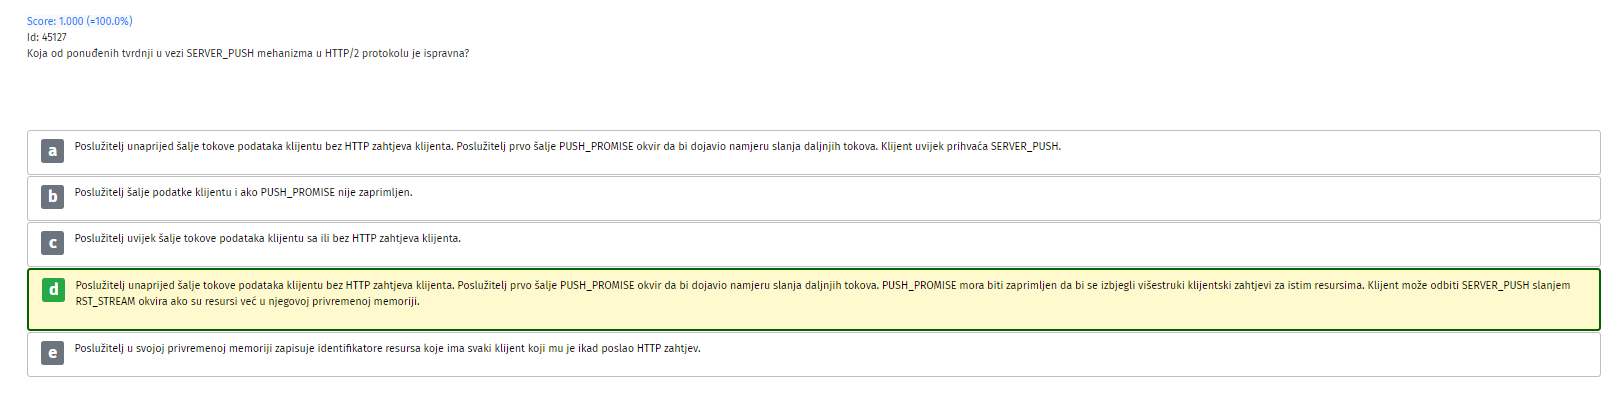 Score: 1.000 (=100.0%)
Id: 45127
Koja od ponuđenih tvrdnji u vezi SERVER_PUSH mehanizma u HTTP/2 protokolu je ispravna?
a Poslužitelj unaprijed šalje tokove podataka klijentu bez HTTP zahtjeva klijenta. Poslužitelj prvo šalje PUSH_PROMISE okvir da bi dojavio namjeru slanja daljnjih tokova. Klijent uvijek prihvaća SERVER_PUSH.
b Poslužitelj šalje podatke klijentu i ako PUSH_PROMISE nije zaprimljen.
c Poslužitelj uvijek šalje tokove podataka klijentu sa ili bez HTTP zahtjeva klijenta.
d Poslužitelj unaprijed šalje tokove podataka klijentu bez HTTP zahtjeva klijenta. Poslužitelj prvo šalje PUSH_PROMISE okvir da bi dojavio namjeru slanja daljnjih tokova. PUSH_PROMISE mora biti zaprimljen da bi se izbjegli višestruki klijentski zahtjevi za istim resursima. Klijent može odbiti SERVER_PUSH slanjem
RST_STREAM okvira ako su resursi već u njegovoj privremenoj memoriji.
e Poslužitelj u svojoj privremenoj memoriji zapisuje identifikatore resursa koje ima svaki klijent koji mu je ikad poslao HTTP zahtjev.